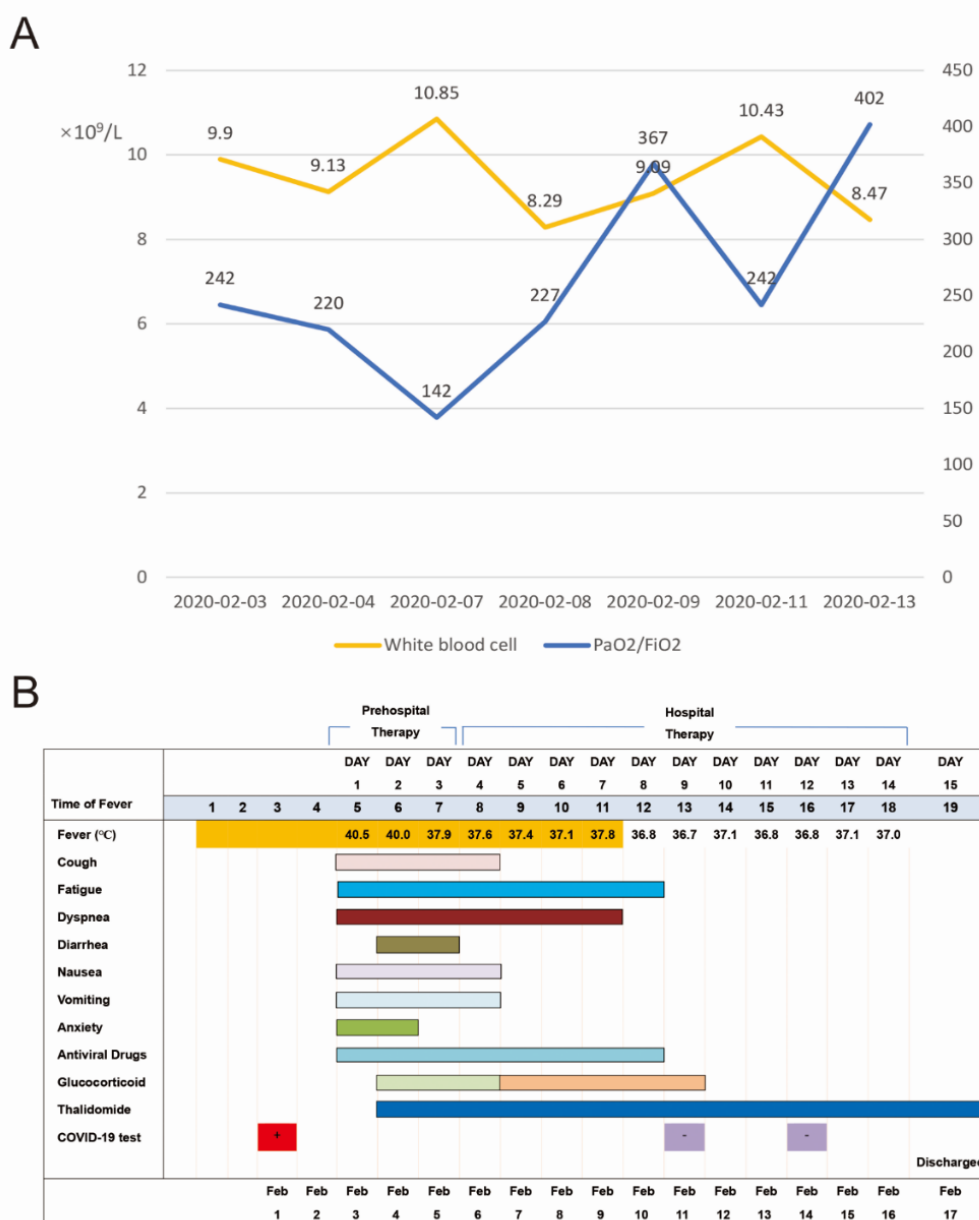 A
12
450
×10⁹/L
10.85
402
400
9.9
10.43
10
9.13
367
350
9.09
8.29
8.47
8
300
242
227
242
250
220
6
200
142
4
150
100
2
50
0
0
2020-02-03 2020-02-04 2020-02-07 2020-02-08 2020-02-09 2020-02-11 2020-02-13
White blood cell PaO2/FiO2
B
Prehospital Hospital
Therapy Therapy
DAY DAY DAY DAY DAY DAY DAY DAY DAY DAY DAY DAY DAY DAY DAY
1 2 3 4 5 6 7 8 9 10 11 12 13 14 15
Time of Fever 1 2 3 4 5 6 7 8 9 10 11 12 13 14 15 16 17 18 19
Fever (℃) 40.5 40.0 37.9 37.6 37.4 37.1 37.8 36.8 36.7 37.1 36.8 36.8 37.1 37.0
Cough
Fatigue
Dyspnea
Diarrhea
Nausea
Vomiting
Anxiety
Antiviral Drugs
Glucocorticoid
Thalidomide
COVID-19 test + - -
Discharged
Feb Feb Feb Feb Feb Feb Feb Feb Feb Feb Feb Feb Feb Feb Feb Feb Feb
1 2 3 4 5 6 7 8 9 10 11 12 13 14 15 16 17